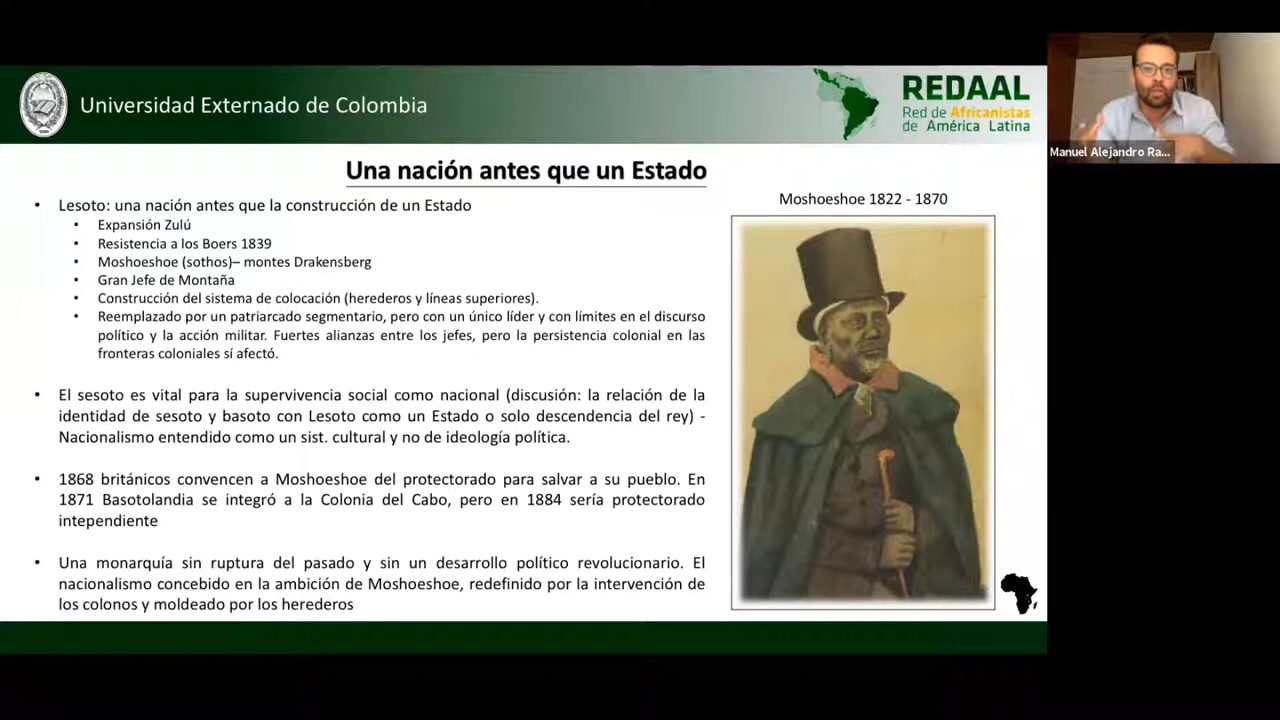 Universidad Externado de Colombia
REDAAL
Red de Africanistas
de América Latina
Manuel Alejandro Ra...
Una nación antes que un Estado
Moshoeshoe 1822 - 1870
• Lesoto: una nación antes que la construcción de un Estado
• Expansión Zulú
• Resistencia a los Boers 1839
• Moshoeshoe (sothos)– montes Drakensberg
• Gran Jefe de Montaña
• Construcción del sistema de colocación (herederos y líneas superiores).
• Reemplazado por un patriarcado segmentario, pero con un único líder y con límites en el discurso
político y la acción militar. Fuertes alianzas entre los jefes, pero la persistencia colonial en las
fronteras coloniales sí afectó.
• El sesoto es vital para la supervivencia social como nacional (discusión: la relación de la
identidad de sesoto y basoto con Lesoto como un Estado o solo descendencia del rey) -
Nacionalismo entendido como un sist. cultural y no de ideología política.
• 1868 británicos convencen a Moshoeshoe del protectorado para salvar a su pueblo. En
1871 Basotolandia se integró a la Colonia del Cabo, pero en 1884 sería protectorado
intependiente
• Una monarquía sin ruptura del pasado y sin un desarrollo político revolucionario. El
nacionalismo concebido en la ambición de Moshoeshoe, redefinido por la intervención de
los colonos y moldeado por los herederos